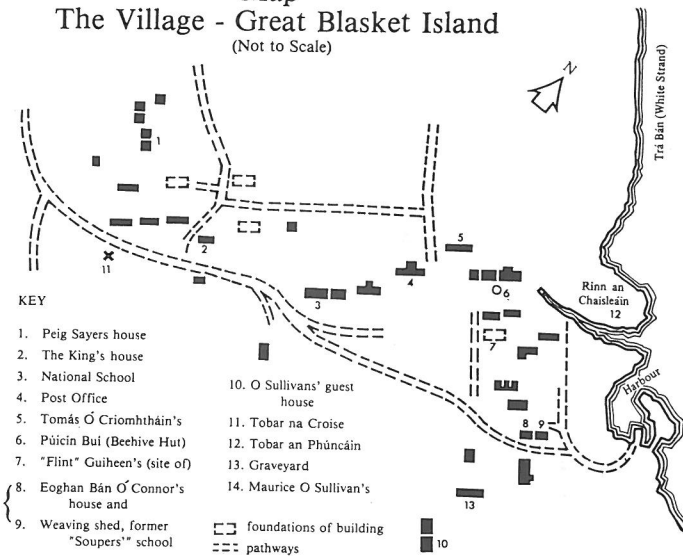 The Village - Great Blasket Island
(Not to Scale)
N
Trá Bán (White Strand)
1
2
3
4
5
6
7
8 9
10
11
13
Rinn an
Chaisleáin
12
Harbour
KEY
1. Peig Sayers house
2. The King's house
3. National School
4. Post Office
5. Tomás Ó Criomhtháin's
6. Púicin Bui (Beehive Hut)
7. "Flint" Guiheen's (site of)
8. Eoghan Bán Ó Connor's
house and
9. Weaving shed, former
"Soupers'" school
10. O Sullivans' guest
house
11. Tobar na Croise
12. Tobar an Phúncáin
13. Graveyard
14. Maurice O Sullivan's
foundations of building
pathways